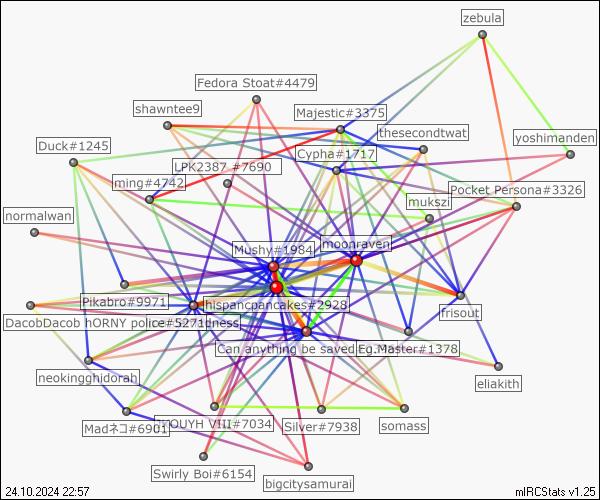 zebula
Fedora Stoat#4479
shawntee9
Majestic#3375
thesecondtwat
yoshimanden
Duck#1245
Cypha#1717
LPK2387 #7690
ming#4742
Pocket Persona#3326
mukszi
normalwan
Mushy#1984
moonraven
Pikabro#9971
hispanicpancakes#2928
frisout
DacobDacob hORNY police#5271
dness
Can anything be saved
Eg.Master#1378
neokingghidorah
eliakith
Madネコ#6901
YOUYH VIII#7034
Silver#7938
somass
Swirly Boi#6154
bigcitysamurai
24.10.2024 22:57
mIRCStats v1.25